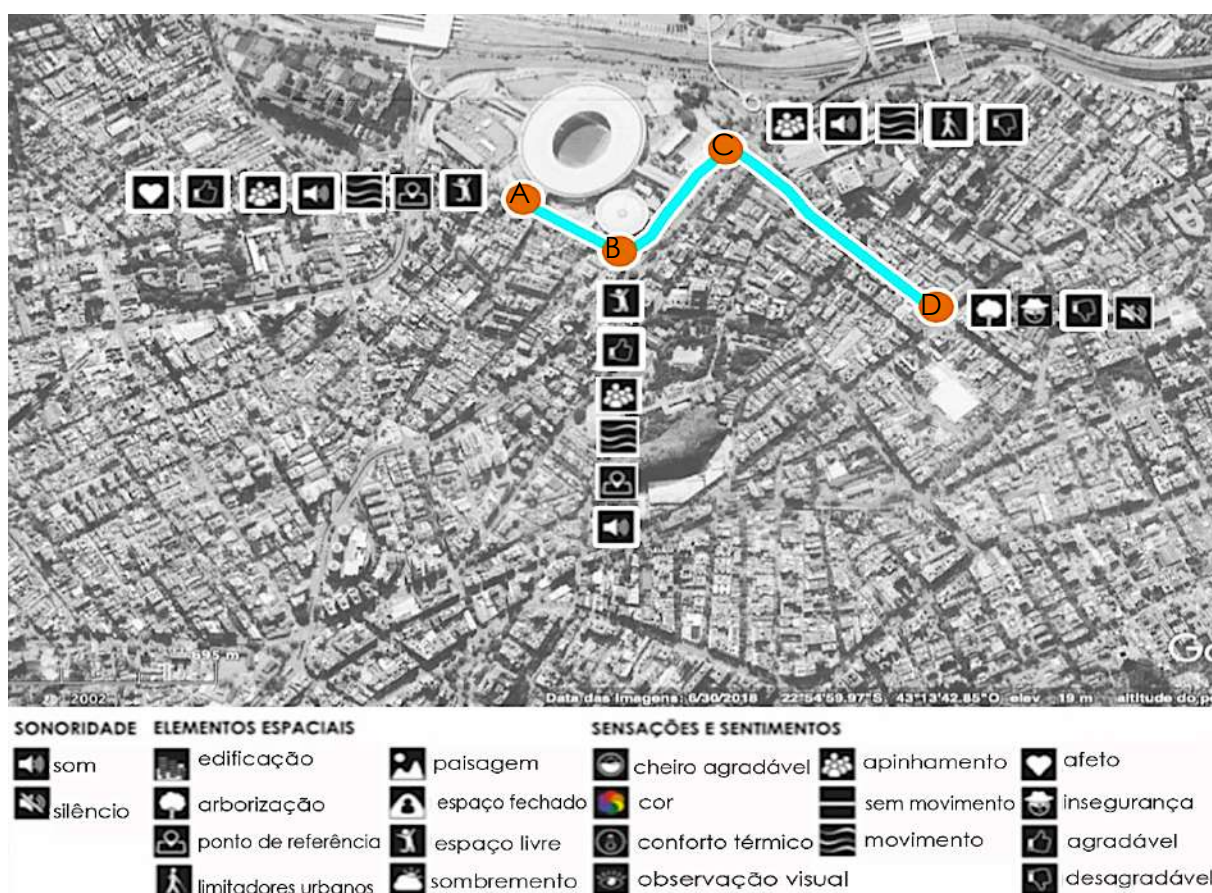 A
B
C
D
895 m
2002
Data das Imagens: 6/30/2018 22°54'59.97"S, 43°13'42.85"O, elev - 19 m altitude do p
SONORIDADE ELEMENTOS ESPACIAIS SENSAÇÕES E SENTIMENTOS
som edificação paisagem cheiro agradável apinhamento afeto
silêncio arborização espaço fechado cor sem movimento insegurança
ponto de referência espaço livre conforto térmico movimento agradável
limitadores urbanos sombremento observação visual desagradável